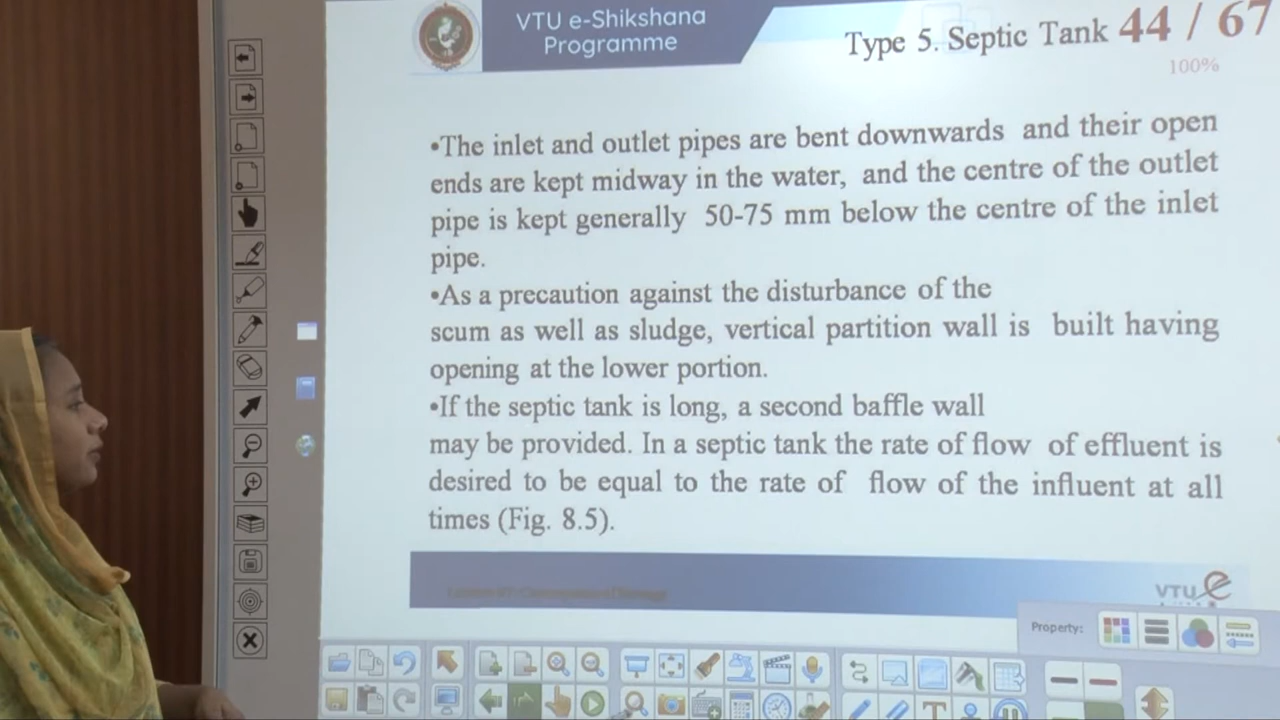 VTU e-Shikshana
Programme
Type 5. Septic Tank 44 / 67
100%
•The inlet and outlet pipes are bent downwards and their open
ends are kept midway in the water, and the centre of the outlet
pipe is kept generally 50-75 mm below the centre of the inlet
pipe.
•As a precaution against the disturbance of the
scum as well as sludge, vertical partition wall is built having
opening at the lower portion.
•If the septic tank is long, a second baffle wall
may be provided. In a septic tank the rate of flow of effluent is
desired to be equal to the rate of flow of the influent at all
times (Fig. 8.5).
VTU e
Property: